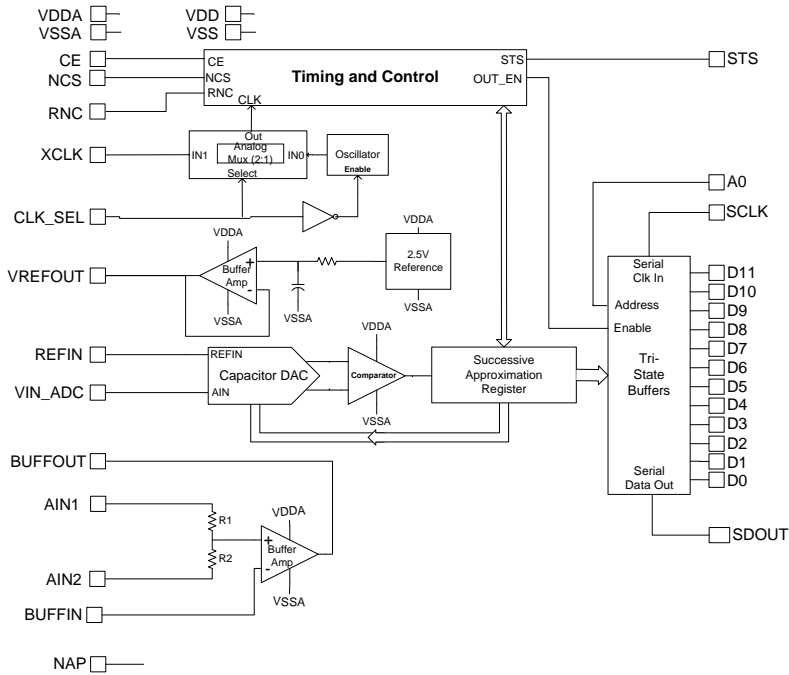 VDDA
VSSA
VDD
VSS
CE
NCS
RNC
XCLK
CLK_SEL
VREFOUT
REFIN
VIN_ADC
BUFFOUT
AIN1
AIN2
BUFFIN
NAP
CE
NCS
RNC
CLK
Timing and Control
STS
OUT_EN
STS
Out
Analog
Mux (2:1)
IN1
IN0
Select
Oscillator
Enable
VDDA
Buffer
Amp
+
-
VSSA
VSSA
VDDA
2.5V
Reference
VSSA
REFIN
Capacitor DAC
AIN
VDDA
Comparator
VSSA
Successive
Approximation
Register
R1
R2
VDDA
+
Buffer
Amp
-
VSSA
A0
SCLK
Serial
Clk In
Address
Enable
Tri-
State
Buffers
Serial
Data Out
D11
D10
D9
D8
D7
D6
D5
D4
D3
D2
D1
D0
SDOUT